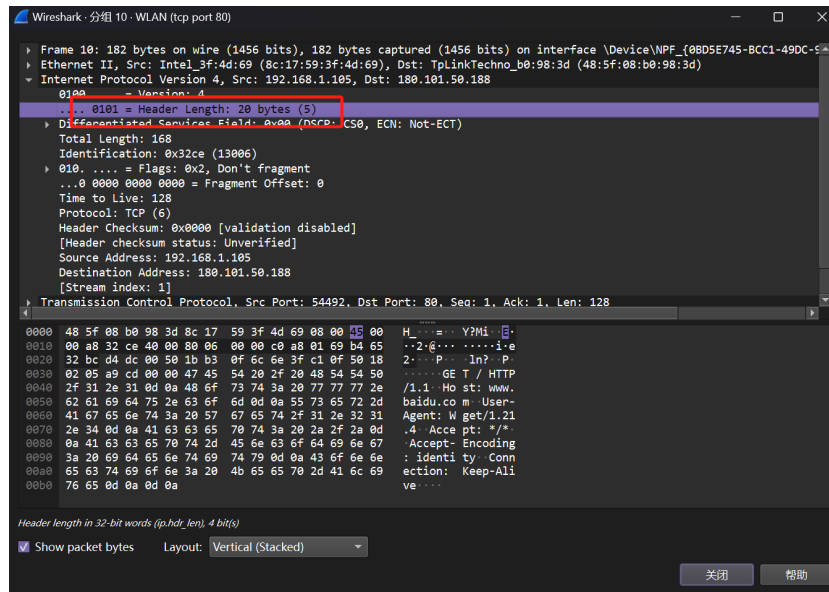 Wireshark · 分组 10 · WLAN (tcp port 80)
Frame 10: 182 bytes on wire (1456 bits), 182 bytes captured (1456 bits) on interface \Device\NPF_{0BD5E745-BCC1-49DC-9
Ethernet II, Src: Intel_3f:4d:69 (8c:17:59:3f:4d:69), Dst: TpLinkTechno_b0:98:3d (48:5f:08:b0:98:3d)
Internet Protocol Version 4, Src: 192.168.1.105, Dst: 180.101.50.188
0100 .... = Version: 4
.... 0101 = Header Length: 20 bytes (5)
Differentiated Services Field: 0x00 (DSCP: CS0, ECN: Not-ECT)
Total Length: 168
Identification: 0x32ce (13006)
010. .... = Flags: 0x2, Don't fragment
...0 0000 0000 0000 = Fragment Offset: 0
Time to Live: 128
Protocol: TCP (6)
Header Checksum: 0x0000 [validation disabled]
[Header checksum status: Unverified]
Source Address: 192.168.1.105
Destination Address: 180.101.50.188
[Stream index: 1]
Transmission Control Protocol, Src Port: 54492, Dst Port: 80, Seq: 1, Ack: 1, Len: 128
0000 48 5f 08 b0 98 3d 8c 17 59 3f 4d 69 08 00 45 00 H_···=·· Y?Mi··E·
0010 00 a8 32 ce 40 00 80 06 00 00 c0 a8 01 69 b4 65 ··2·@··· ·····i·e
0020 32 bc d4 dc 00 50 1b b3 0f 6c 6e 3f c1 0f 50 18 2····P·· ·ln?··P·
0030 02 05 a9 cd 00 00 47 45 54 20 2f 20 48 54 54 50 ······GE T / HTTP
0040 2f 31 2e 31 0d 0a 48 6f 73 74 3a 20 77 77 77 2e /1.1··Ho st: www.
0050 62 61 69 64 75 2e 63 6f 6d 0d 0a 55 73 65 72 2d baidu.co m··User-
0060 41 67 65 6e 74 3a 20 57 67 65 74 2f 31 2e 32 31 Agent: W get/1.21
0070 2e 34 0d 0a 41 63 63 65 70 74 3a 20 2a 2f 2a 0d .4··Acce pt: */*·
0080 0a 41 63 63 65 70 74 2d 45 6e 63 6f 64 69 6e 67 ·Accept- Encoding
0090 3a 20 69 64 65 6e 74 69 74 79 0d 0a 43 6f 6e 6e : identi ty··Conn
00a0 65 63 74 69 6f 6e 3a 20 4b 65 65 70 2d 41 6c 69 ection: Keep-Ali
00b0 76 65 0d 0a 0d 0a ve····
Header length in 32-bit words (ip.hdr_len), 4 bit(s)
Show packet bytes Layout: Vertical (Stacked)
关闭 帮助